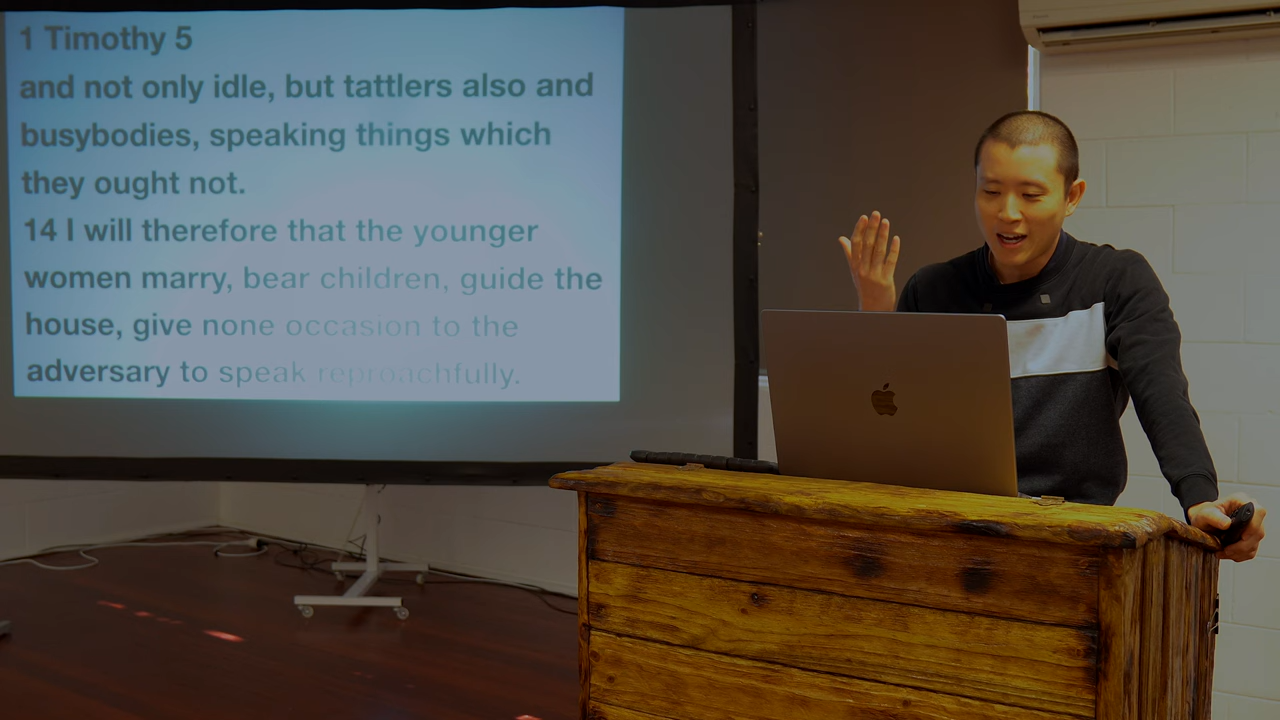 1 Timothy 5
and not only idle, but tattlers also and
busybodies, speaking things which
they ought not.
14 I will therefore that the younger
women marry, bear children, guide the
house, give none occasion to the
adversary to speak reproachfully.